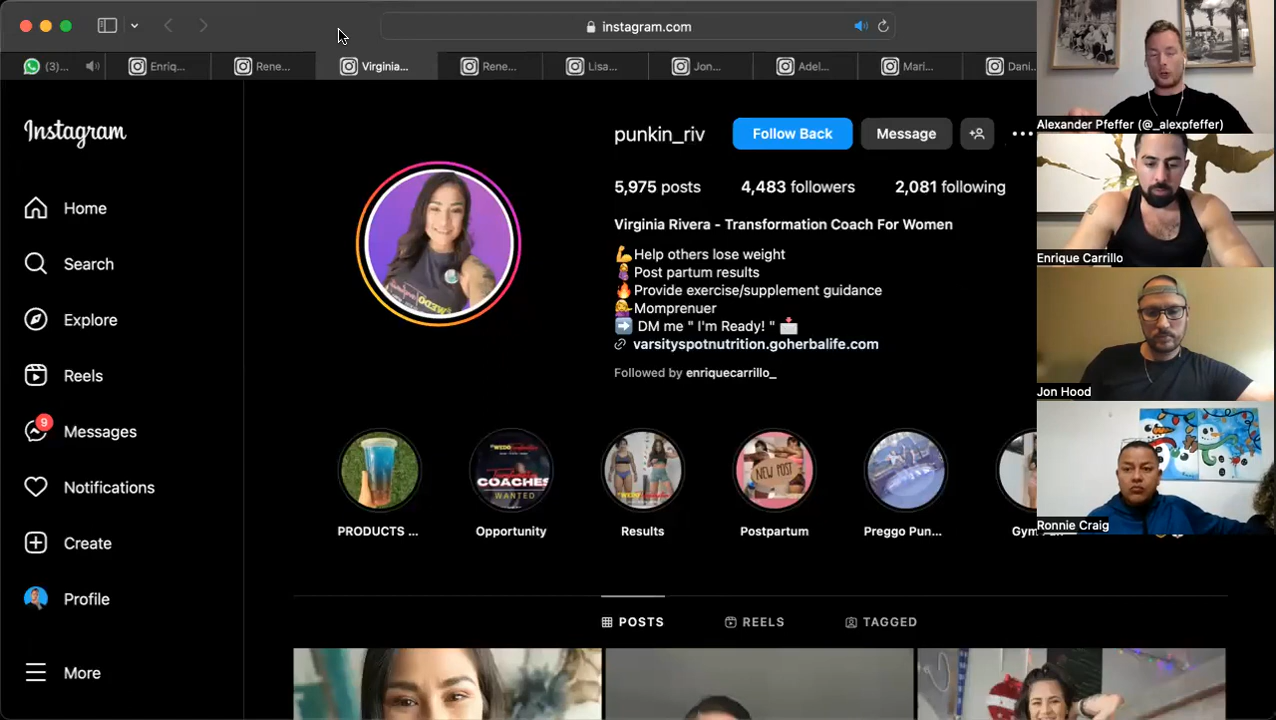 instagram.com
(3)...
Enriq...
Rene...
Virginia...
Rene...
Lisa...
Jon...
Adel...
Mari...
Dani...
Alexander Pfeffer (@_alexpfeffer)
Enrique Carrillo
Jon Hood
Ronnie Craig
Instagram
Home
Search
Explore
Reels
9
Messages
Notifications
Create
Profile
More
punkin_riv
Follow Back
Message
5,975 posts 4,483 followers 2,081 following
Virginia Rivera - Transformation Coach For Women
💪Help others lose weight
🤰Post partum results
🔥Provide exercise/supplement guidance
💁‍♀️Momprenuer
➡️ DM me " I'm Ready! " 📩
varsityspotnutrition.goherbalife.com
Followed by enriquecarrillo_
COACHES
WANTED
NEW POST
PRODUCTS ...
Opportunity
Results
Postpartum
Preggo Pun...
POSTS
REELS
TAGGED